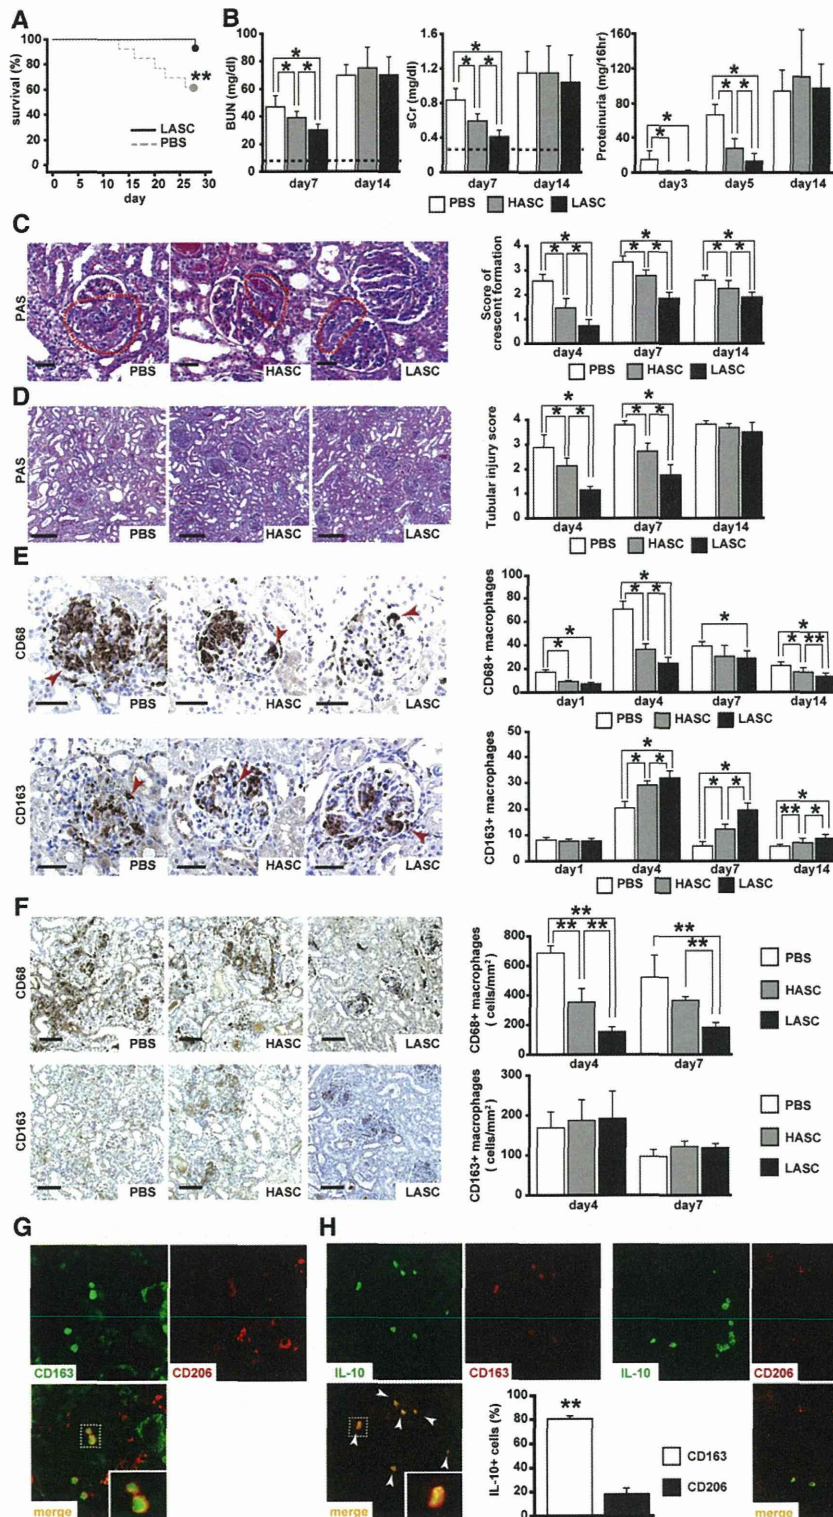 A
survival (%)
100
80
60
40
20
0
**
LASC
PBS
0 5 10 15 20 25 30
day
B
BUN (mg/dl)
100
80
60
40
20
0
*
* *
day7 day14
sCr (mg/dl)
1.6
1.2
0.8
0.4
0
*
* *
day7 day14
Proteinuria (mg/16hr)
160
120
80
40
0
*
*
*
* *
day3 day5 day14
PBS HASC LASC
C
PAS
PBS
HASC
LASC
Score of
crescent formation
4
3
2
1
0
*
* *
*
* *
*
* *
day4 day7 day14
PBS HASC LASC
D
PAS
PBS
HASC
LASC
Tubular injury score
4
3
2
1
0
*
* *
*
* *
day4 day7 day14
PBS HASC LASC
E
CD68
PBS
HASC
LASC
CD68+ macrophages
100
80
60
40
20
0
*
*
*
* *
*
*
* **
day1 day4 day7 day14
PBS HASC LASC
CD163
PBS
HASC
LASC
CD163+ macrophages
50
40
30
20
10
0
*
* *
*
* *
*
** *
day1 day4 day7 day14
PBS HASC LASC
F
CD68
PBS
HASC
LASC
CD68+ macrophages
( cells/mm2)
800
600
400
200
0
**
** **
**
**
day4 day7
PBS
HASC
LASC
CD163
PBS
HASC
LASC
CD163+ macrophages
( cells/mm2)
300
200
100
0
day4 day7
PBS
HASC
LASC
G
CD163
CD206
merge
H
IL-10
CD163
IL-10
CD206
merge
IL-10+ cells (%)
100
80
60
40
20
0
**
CD163
CD206
merge